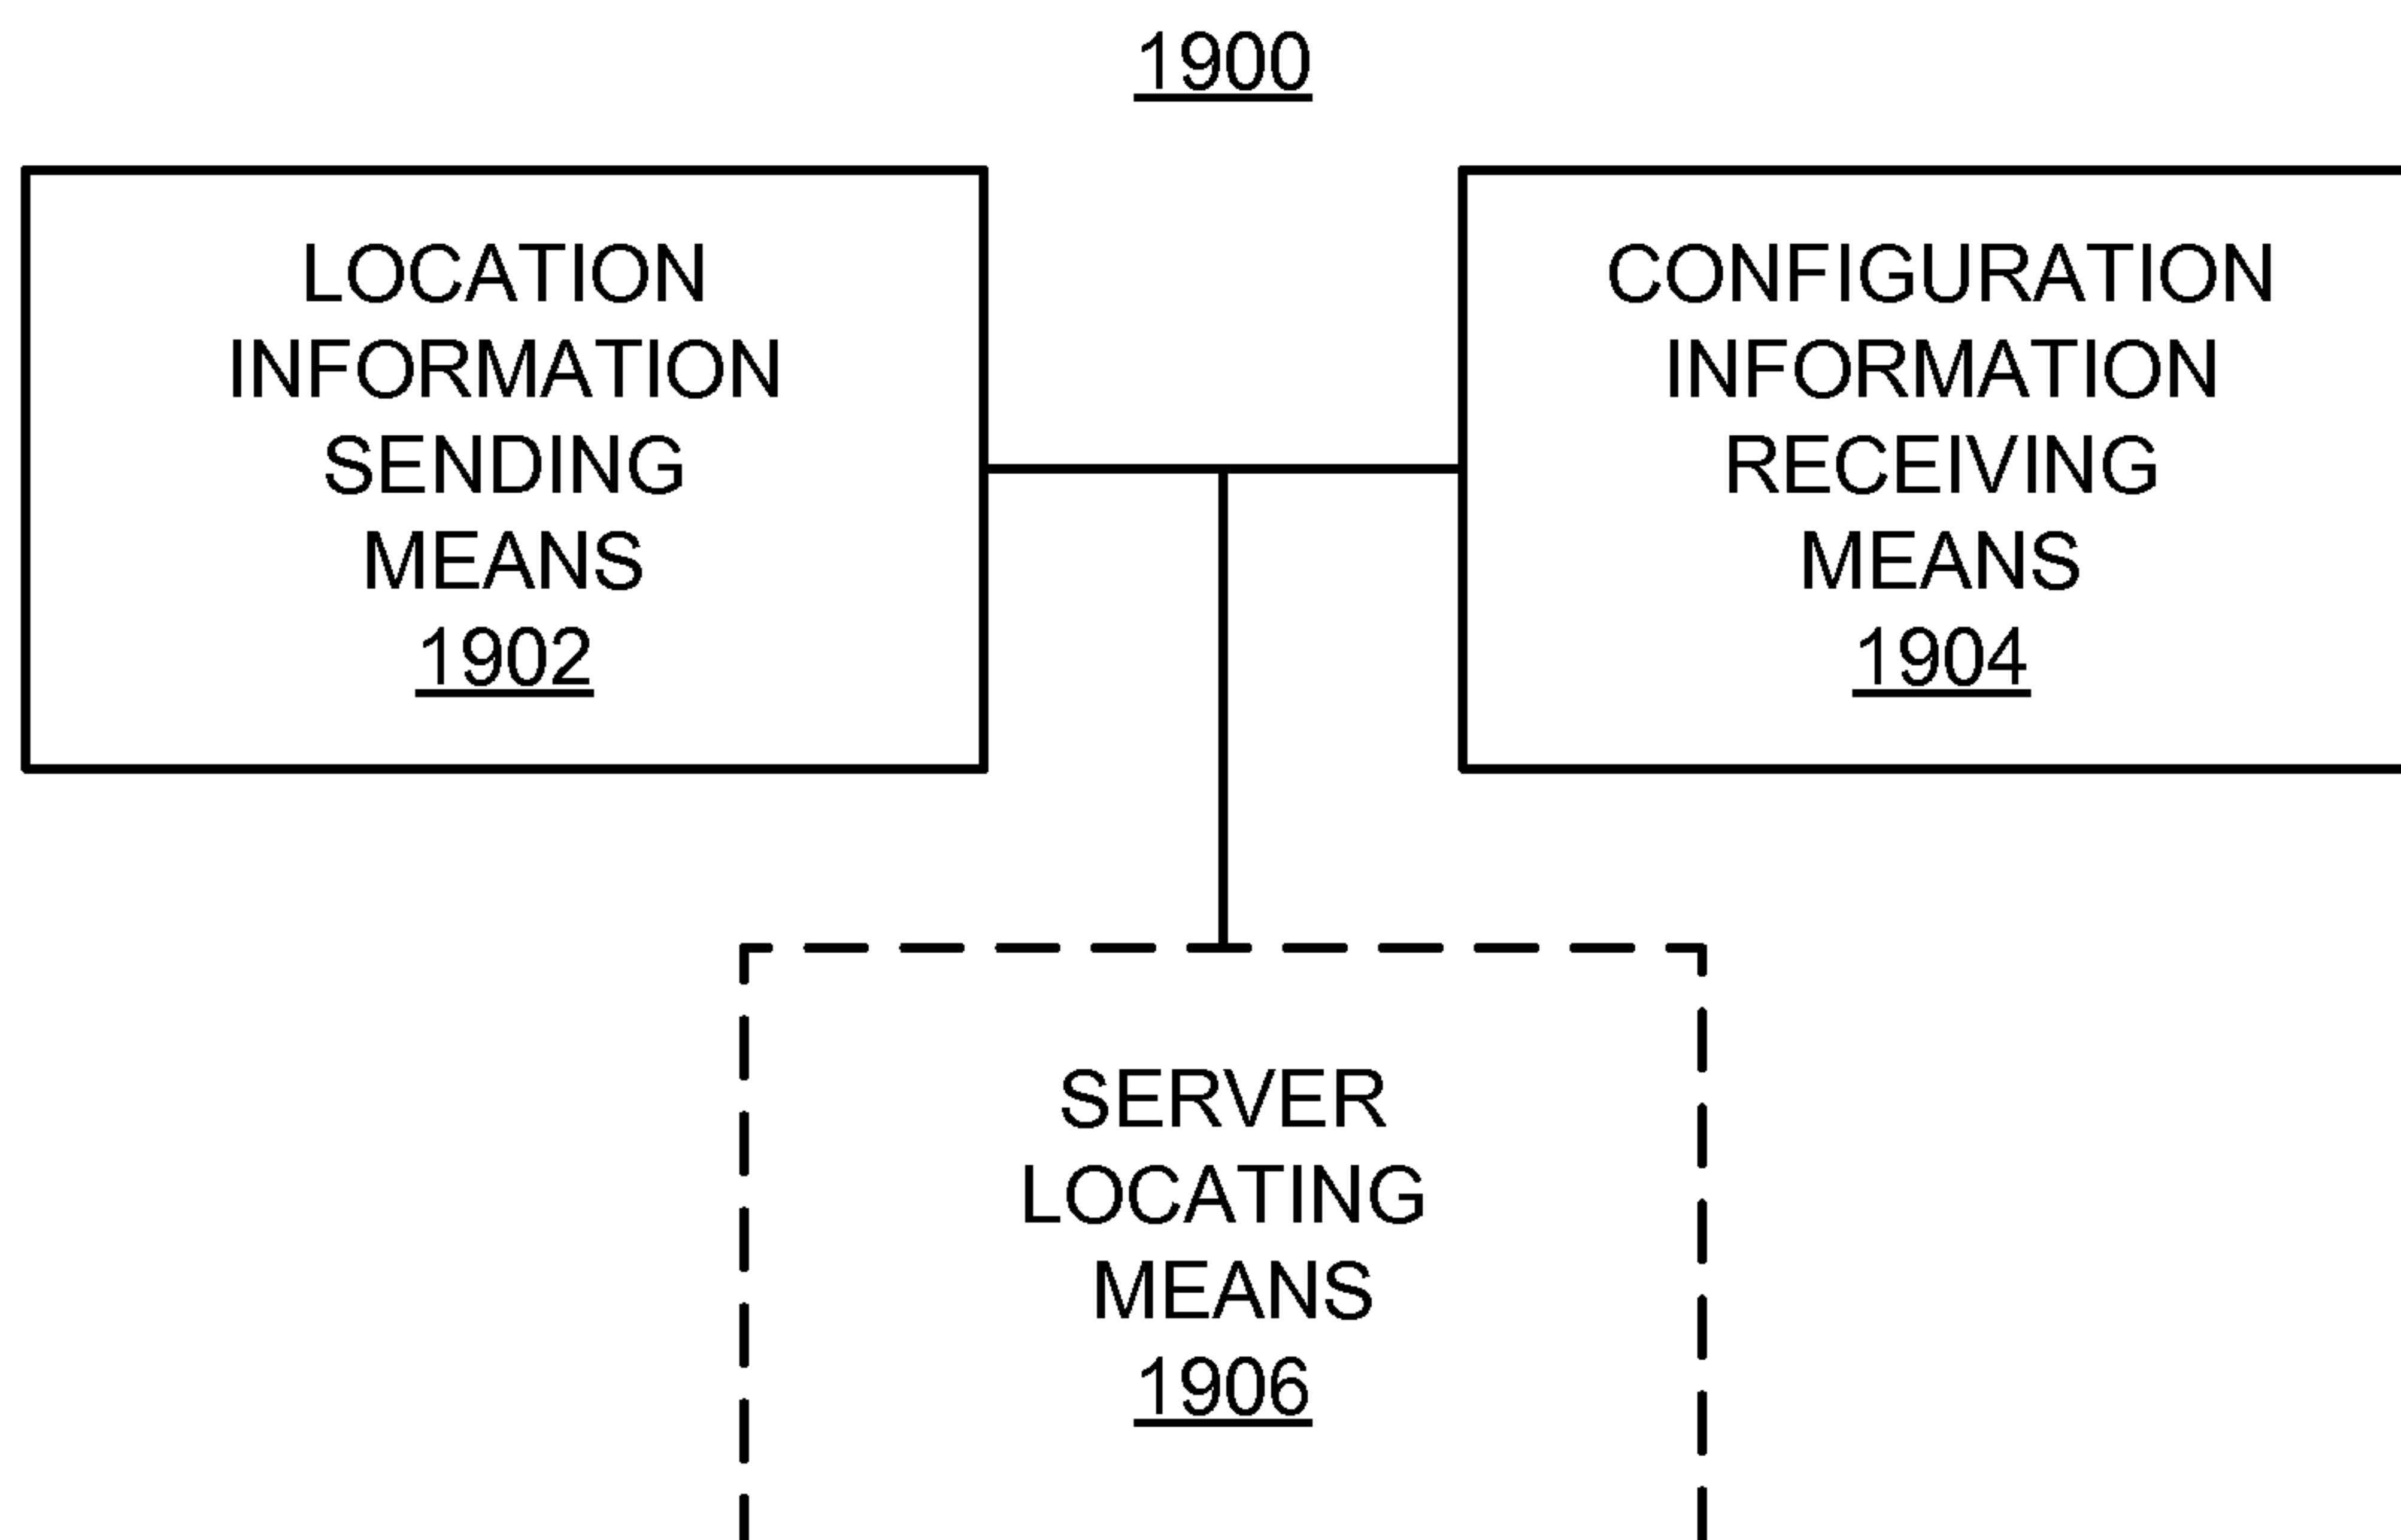 1900
LOCATION
INFORMATION
SENDING
MEANS
1902
CONFIGURATION
INFORMATION
RECEIVING
MEANS
1904
SERVER
LOCATING
MEANS
1906